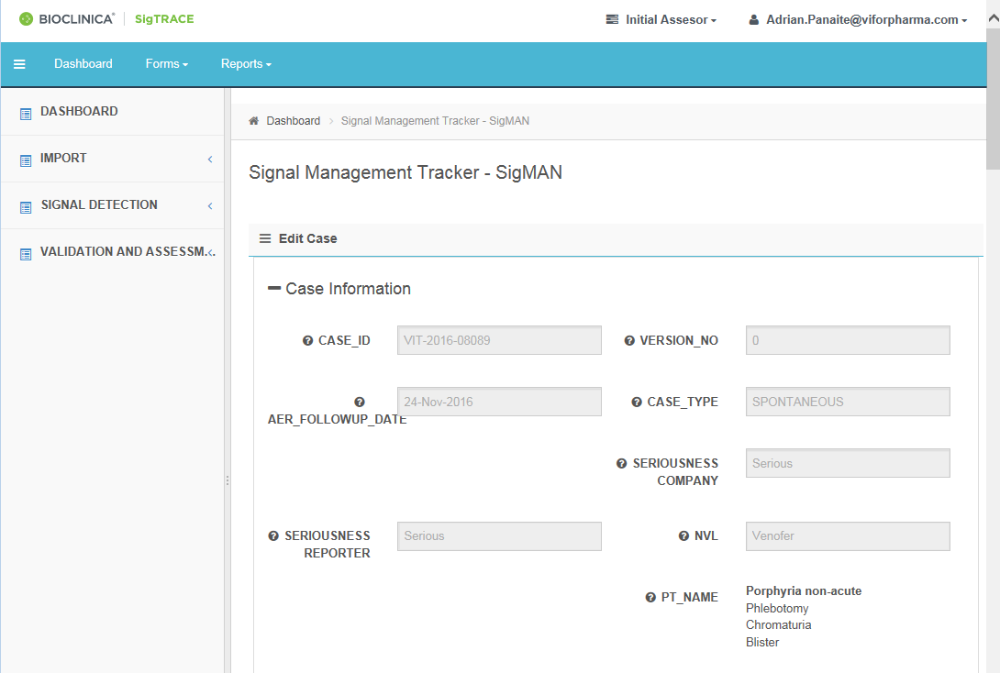 BIOCLINICA® SigTRACE
Initial Assesor
Adrian.Panaite@viforpharma.com
Dashboard Forms Reports
DASHBOARD
IMPORT
SIGNAL DETECTION
VALIDATION AND ASSESSM...
Dashboard > Signal Management Tracker - SigMAN
Signal Management Tracker - SigMAN
Edit Case
Case Information
CASE_ID VIT-2016-08089 VERSION_NO 0
AER_FOLLOWUP_DATE 24-Nov-2016 CASE_TYPE SPONTANEOUS
SERIOUSNESS
COMPANY Serious
SERIOUSNESS
REPORTER Serious NVL Venofer
PT_NAME Porphyria non-acute
Phlebotomy
Chromaturia
Blister